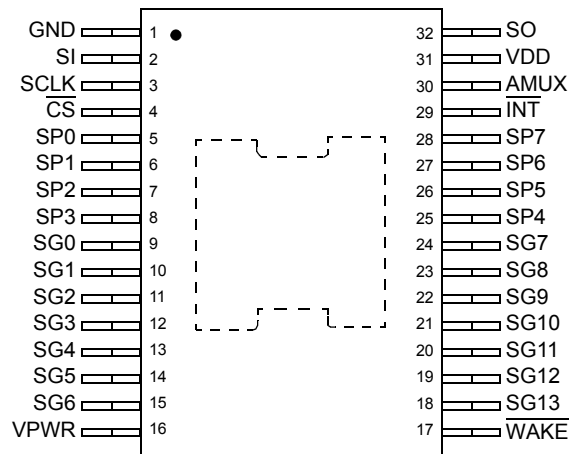 GND 1 32 SO
SI 2 31 VDD
SCLK 3 30 AMUX
C̅S̅ 4 29 I̅N̅T̅
SP0 5 28 SP7
SP1 6 27 SP6
SP2 7 26 SP5
SP3 8 25 SP4
SG0 9 24 SG7
SG1 10 23 SG8
SG2 11 22 SG9
SG3 12 21 SG10
SG4 13 20 SG11
SG5 14 19 SG12
SG6 15 18 SG13
VPWR 16 17 W̅A̅K̅E̅